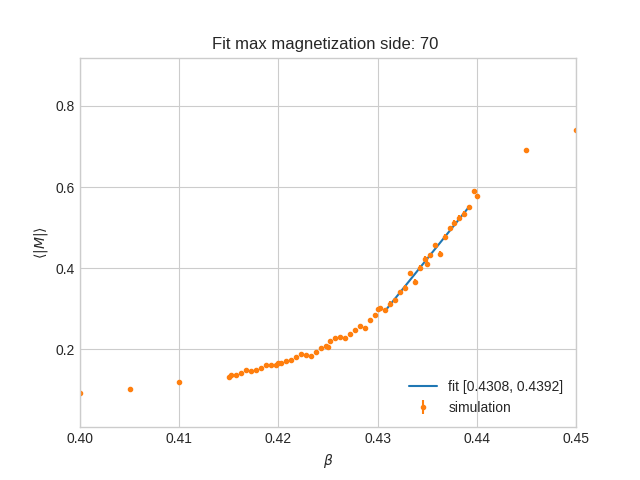 Fit max magnetization side: 70
⟨|M|⟩
0.8
0.6
0.4
0.2
0.40 0.41 0.42 0.43 0.44 0.45
β
fit [0.4308, 0.4392]
simulation